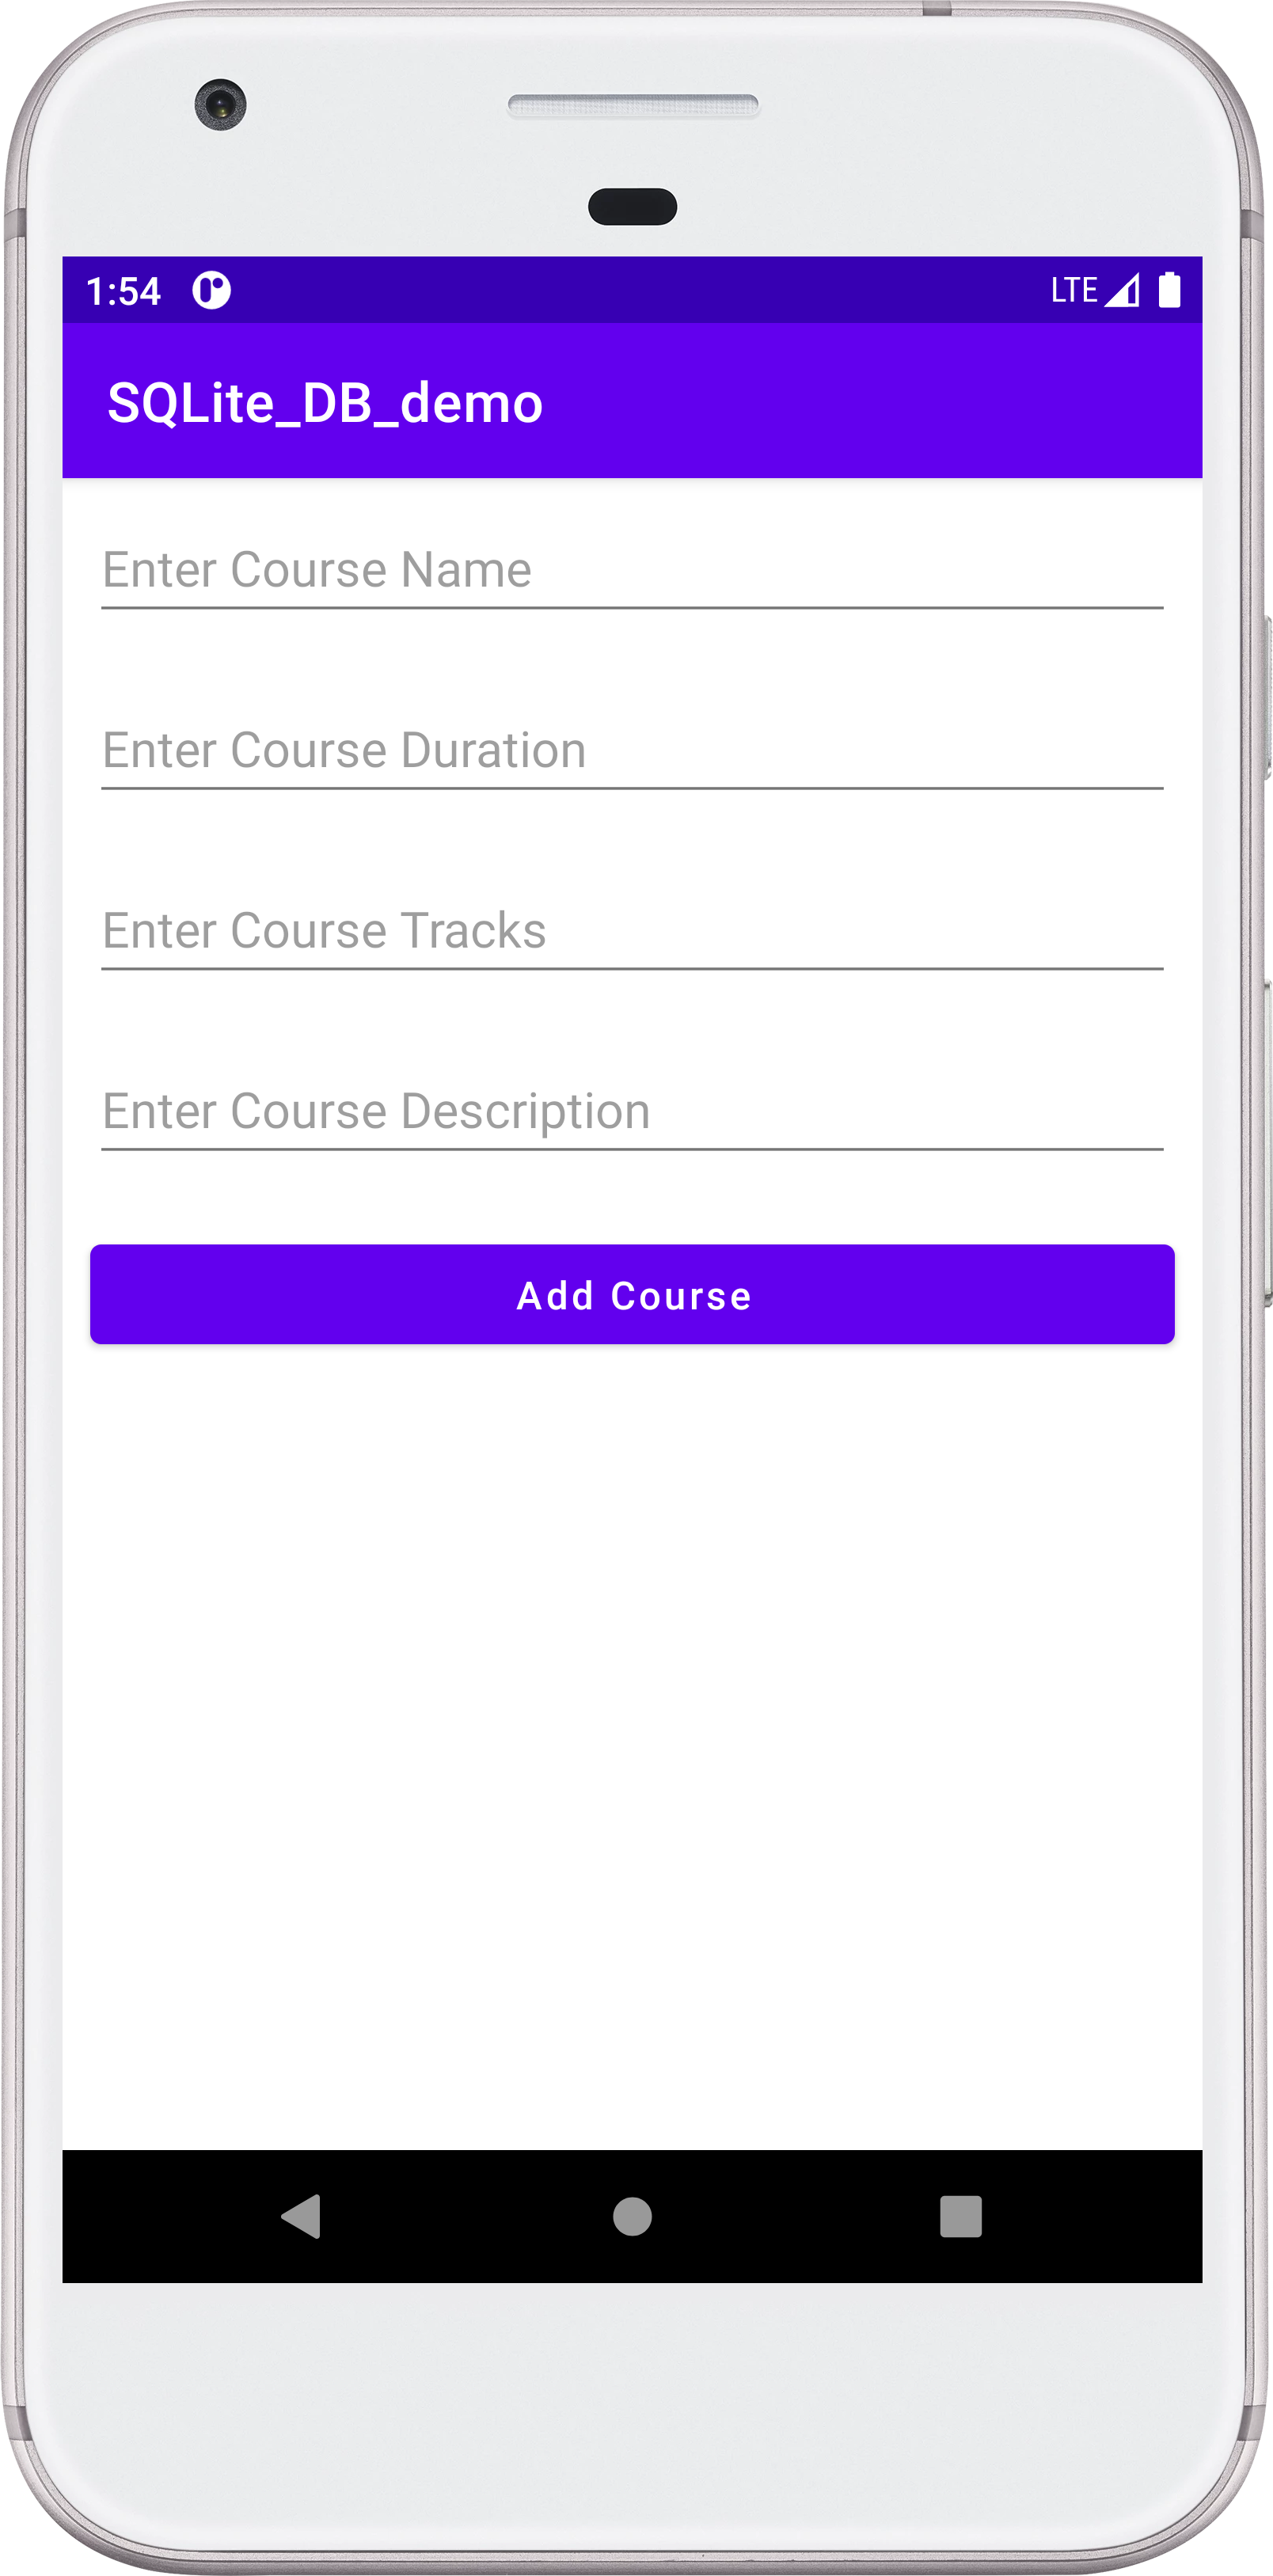 1:54 LTE
SQLite_DB_demo
Enter Course Name
Enter Course Duration
Enter Course Tracks
Enter Course Description
Add Course